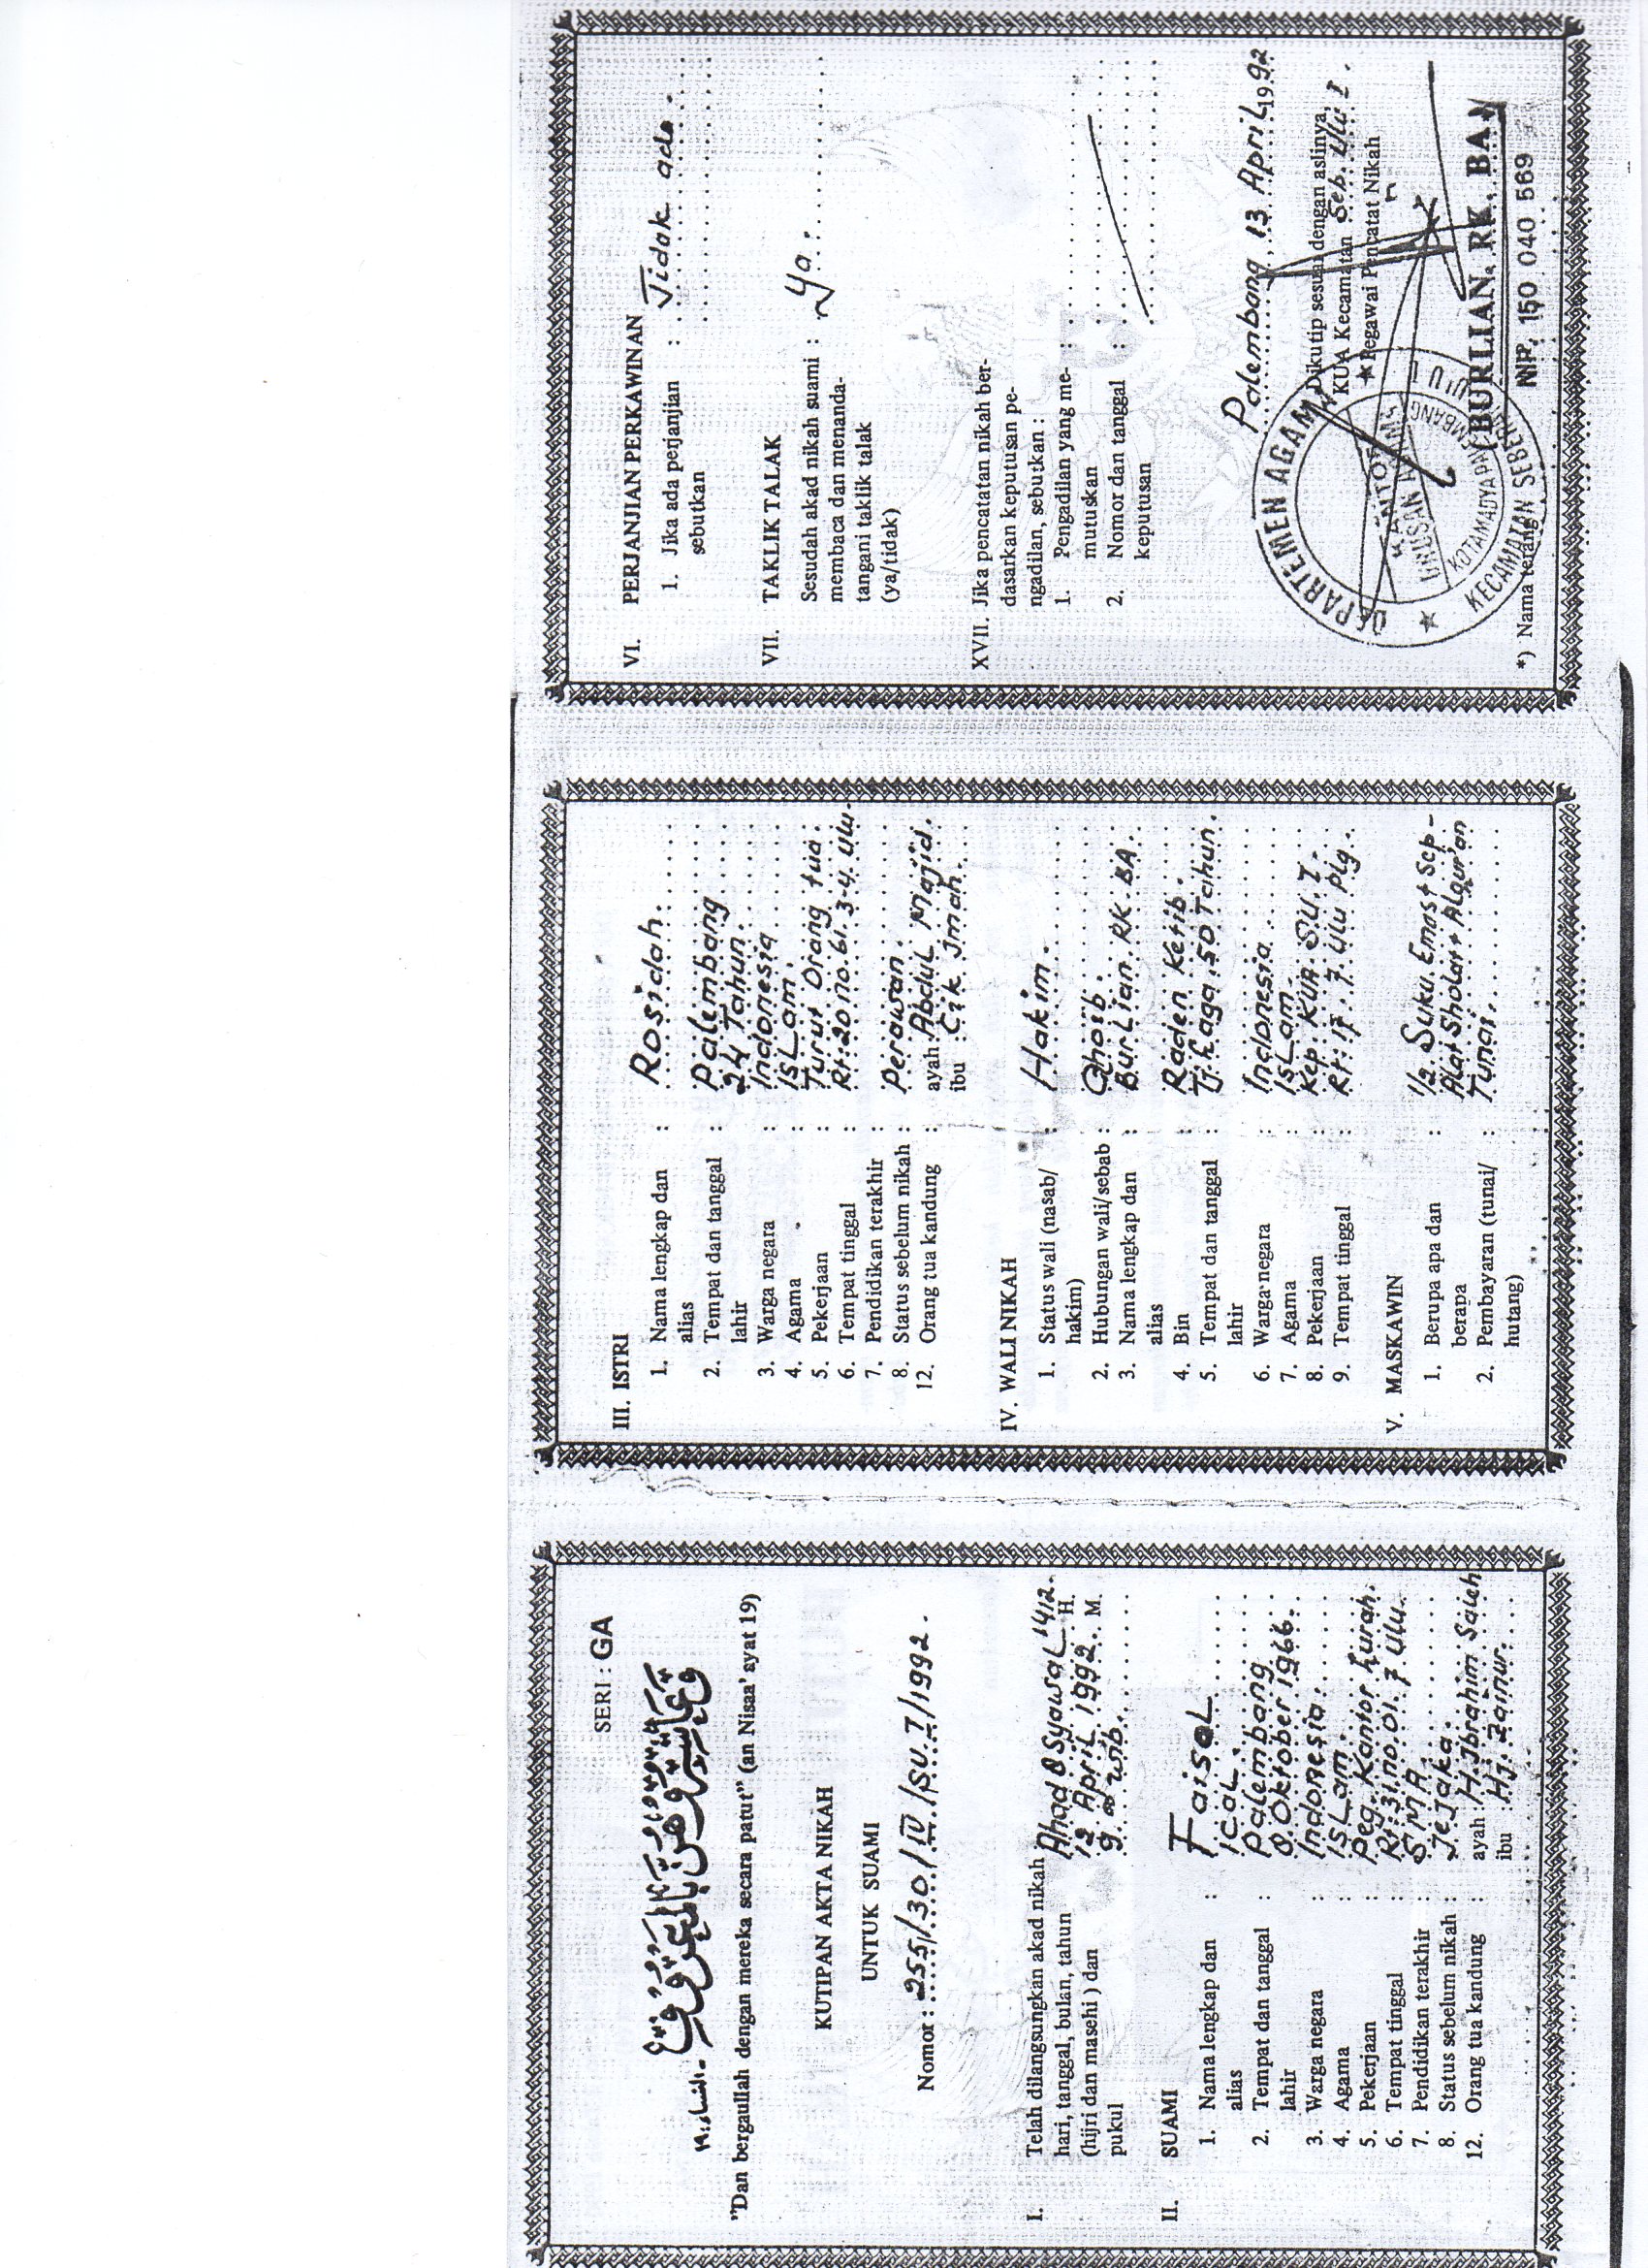 SERI : GA
وَعَاشِرُوهُنَّ بِالْمَعْرُوفِ
- النساء : ١٩
"Dan bergaullah dengan mereka secara patut" (an Nisaa' ayat 19)
KUTIPAN AKTA NIKAH
UNTUK SUAMI
Nomor : 255/30/IV/SU.I/1992.
I. Telah dilangsungkan akad nikah : Ahad 8 Syawal 1412.
hari, tanggal, bulan, tahun 12 April 1992 H.
(hijri dan masehi) dan 9 wib. M.
pukul
II. SUAMI
1. Nama lengkap dan : Faisal
alias Ical.
2. Tempat dan tanggal : Palembang
lahir 8 Oktober 1966.
3. Warga negara : Indonesia.
4. Agama : Islam.
5. Pekerjaan : Peg. Kantor Lurah.
6. Tempat tinggal : Rt. 31 no. 01. 7 Ulu.
7. Pendidikan terakhir : SMA.
8. Status sebelum nikah : Jejaka.
12. Orang tua kandung : ayah : H. Ibrahim Saleh
ibu : Hj. Zainur.
III. ISTRI
1. Nama lengkap dan : Rosidah.
alias
2. Tempat dan tanggal : Palembang
lahir 24 Tahun.
3. Warga negara : Indonesia
4. Agama : Islam.
5. Pekerjaan : Turut Orang tua.
6. Tempat tinggal : Rt. 20 no. 61. 3-4 Ulu.
7. Pendidikan terakhir :
8. Status sebelum nikah : Perawan.
12. Orang tua kandung : ayah : Abdul Majid.
ibu : Cik Imah.
IV. WALI NIKAH
1. Status wali (nasab/ : Hakim.
hakim)
2. Hubungan wali/sebab : Ghoib.
3. Nama lengkap dan : Burlian. RK. BA.
alias
4. Bin : Raden Ketib.
5. Tempat dan tanggal : 50 Tahun.
lahir
6. Warga negara : Indonesia.
7. Agama : Islam.
8. Pekerjaan : Kep. KUA. SU. I.
9. Tempat tinggal : Rt. 17. 7 Ulu Plg.
V. MASKAWIN
1. Berupa apa dan : 1/2 Suku Emas + Sep-
berapa Alat Sholat + Alqur'an
2. Pembayaran (tunai/ : Tunai.
hutang)
VI. PERJANJIAN PERKAWINAN
1. Jika ada perjanjian : Tidak ada.
sebutkan
VII. TAKLIK TALAK
Sesudah akad nikah suami : Ya.
membaca dan menanda-
tangani taklik talak
(ya/tidak)
XVII. Jika pencatatan nikah ber-
dasarkan keputusan pe-
ngadilan, sebutkan :
1. Pengadilan yang me- :
mutuskan
2. Nomor dan tanggal :
keputusan
Palembang, 13 April 1992
Dikutip sesuai dengan aslinya
KUA Kecamatan Seb. Ulu I.
Pegawai Pencatat Nikah
DEPARTEMEN AGAMA
KANTOR
URUSAN AGAMA
KOTAMADYA PALEMBANG
KECAMATAN SEBERANG ULU I
(BURLIAN. RK. BA)
NIP. 150 040 569
*) Nama terang